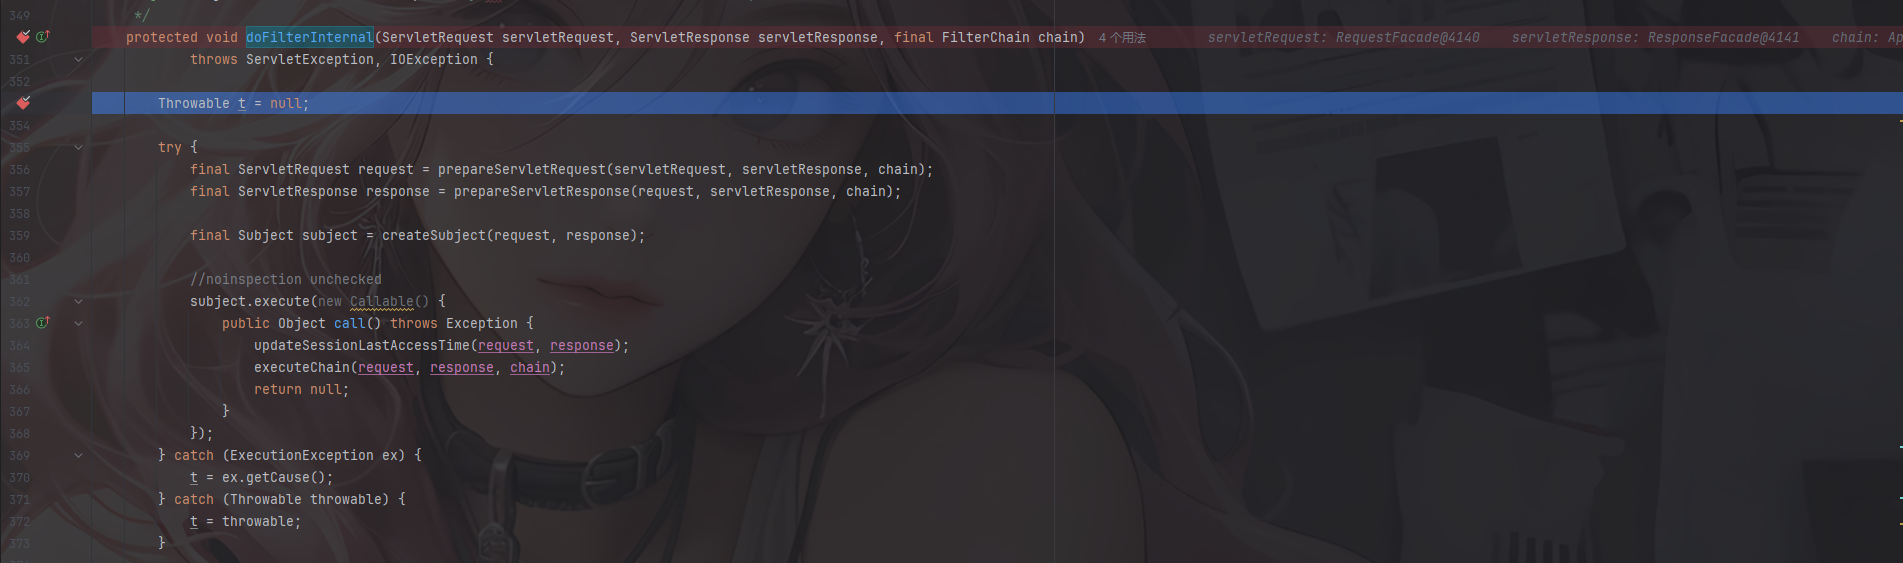 349 */
protected void doFilterInternal(ServletRequest servletRequest, ServletResponse servletResponse, final FilterChain chain) 4个用法 servletRequest: RequestFacade@4140 servletResponse: ResponseFacade@4141 chain: Ap
351 throws ServletException, IOException {
352
Throwable t = null;
354
355 try {
356 final ServletRequest request = prepareServletRequest(servletRequest, servletResponse, chain);
357 final ServletResponse response = prepareServletResponse(request, servletResponse, chain);
358
359 final Subject subject = createSubject(request, response);
360
361 //noinspection unchecked
362 subject.execute(new Callable() {
363 public Object call() throws Exception {
364 updateSessionLastAccessTime(request, response);
365 executeChain(request, response, chain);
366 return null;
367 }
368 });
369 } catch (ExecutionException ex) {
370 t = ex.getCause();
371 } catch (Throwable throwable) {
372 t = throwable;
373 }